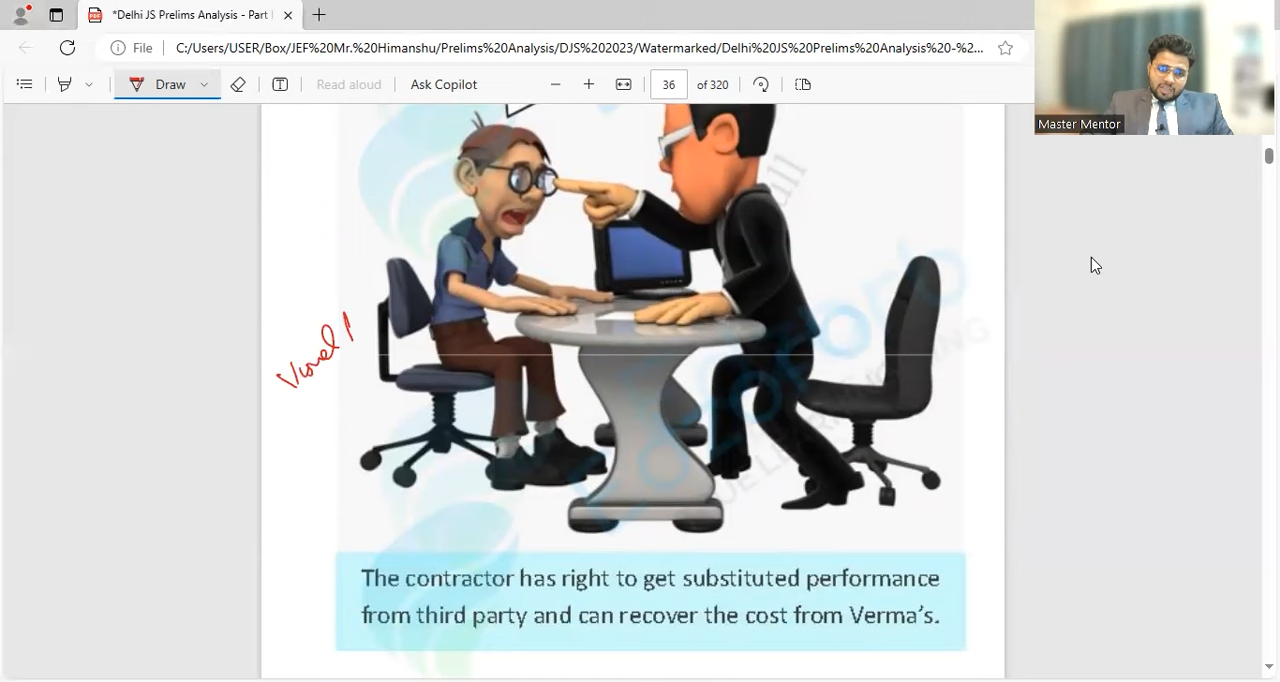 *Delhi JS Prelims Analysis - Part
File
C:/Users/USER/Box/JEF%20Mr.%20Himanshu/Prelims%20Analysis/DJS%202023/Watermarked/Delhi%20JS%20Prelims%20Analysis%20-%2...
Draw
Read aloud
Ask Copilot
36
of 320
Master Mentor
The contractor has right to get substituted performance
from third party and can recover the cost from Verma's.